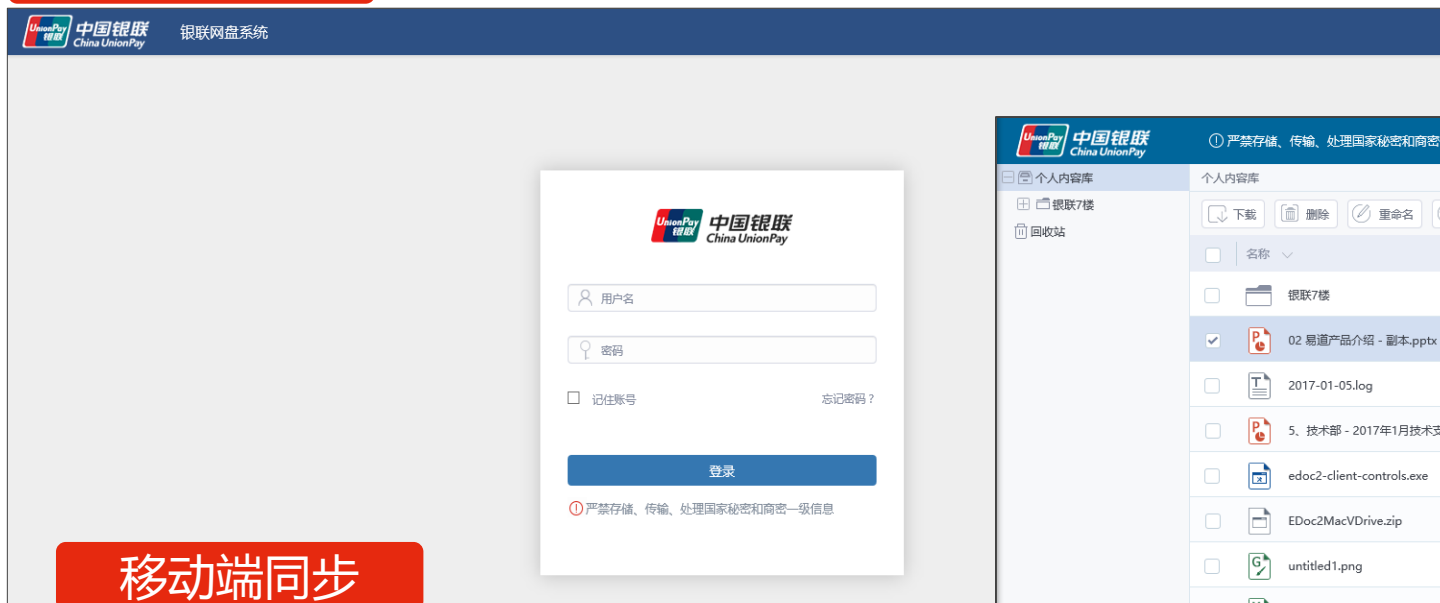 UnionPay 银联 中国银联 China UnionPay 银联网盘系统
UnionPay 银联 中国银联 China UnionPay
用户名
密码
记住账号 忘记密码？
登录
严禁存储、传输、处理国家秘密和商密一级信息
移动端同步
UnionPay 银联 中国银联 China UnionPay 严禁存储、传输、处理国家秘密和商密
个人内容库
银联7楼
回收站
个人内容库
下载 删除 重命名
名称
银联7楼
02 易道产品介绍 - 副本.pptx
2017-01-05.log
5、技术部 - 2017年1月技术支
edoc2-client-controls.exe
EDoc2MacVDrive.zip
untitled1.png